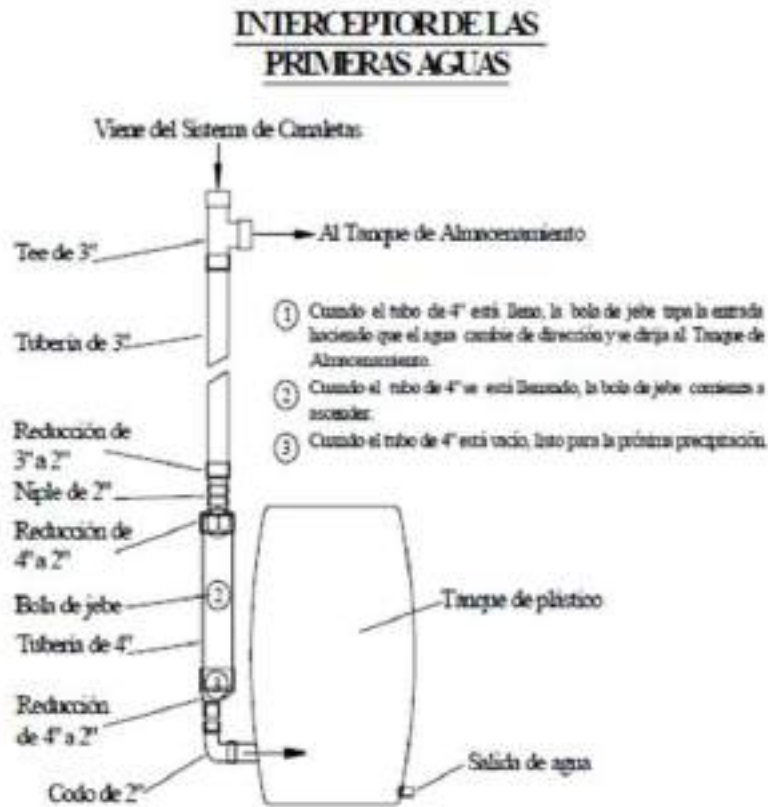 INTERCEPTOR DE LAS
PRIMERAS AGUAS
Viene del Sistema de Canaletas
Tee de 3"
Al Tanque de Almacenamiento
Tubería de 3"
1 Cuando el tubo de 4" está lleno, la bola de jebe tapa la entrada
haciendo que el agua cambie de dirección y se dirija al Tanque de
Almacenamiento.
2 Cuando el tubo de 4" se está llenando, la bola de jebe comienza a
ascender.
3 Cuando el tubo de 4" está vacío, listo para la próxima precipitación.
Reducción de
3" a 2"
Niple de 2"
Reducción de
4" a 2"
Bola de jebe
2
Tanque de plástico
Tubería de 4"
3
Reducción
de 4" a 2"
Salida de agua
Codo de 2"